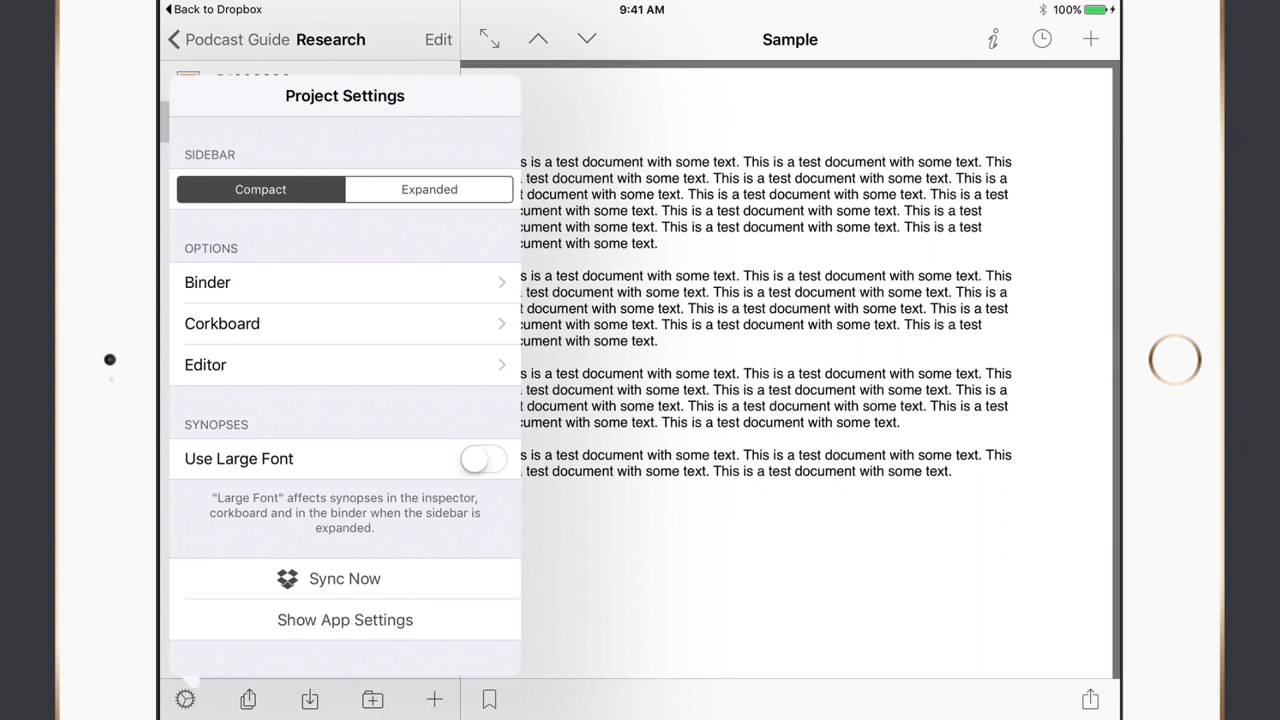 Back to Dropbox 9:41 AM 100%
Podcast Guide Research Edit Sample
Project Settings
SIDEBAR
Compact Expanded
OPTIONS
Binder
Corkboard
Editor
SYNOPSES
Use Large Font
"Large Font" affects synopses in the inspector,
corkboard and in the binder when the sidebar is
expanded.
Sync Now
Show App Settings
is a test document with some text. This is a test document with some text. This
test document with some text. This is a test document with some text. This is a
document with some text. This is a test document with some text. This is a test
with some text. This is a test document with some text. This is a test
with some text. This is a test document with some text. This is a test
with some text.
is a test document with some text. This is a test document with some text. This
test document with some text. This is a test document with some text. This is a
document with some text. This is a test document with some text. This is a test
with some text. This is a test document with some text. This is a test
with some text.
is a test document with some text. This is a test document with some text. This
test document with some text. This is a test document with some text. This is a
document with some text. This is a test document with some text. This is a test
with some text. This is a test document with some text.
is a test document with some text. This is a test document with some text. This
test document with some text. This is a test document with some text.